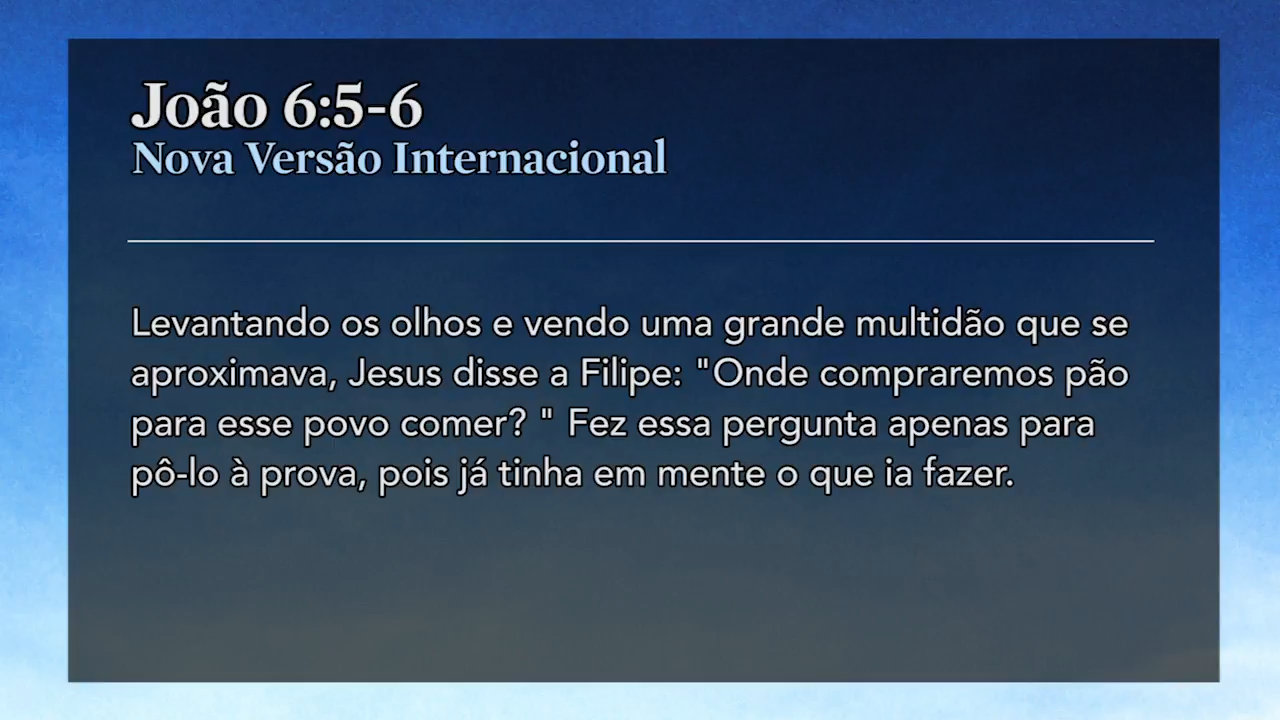 João 6:5-6
Nova Versão Internacional
Levantando os olhos e vendo uma grande multidão que se
aproximava, Jesus disse a Filipe: "Onde compraremos pão
para esse povo comer? " Fez essa pergunta apenas para
pô-lo à prova, pois já tinha em mente o que ia fazer.